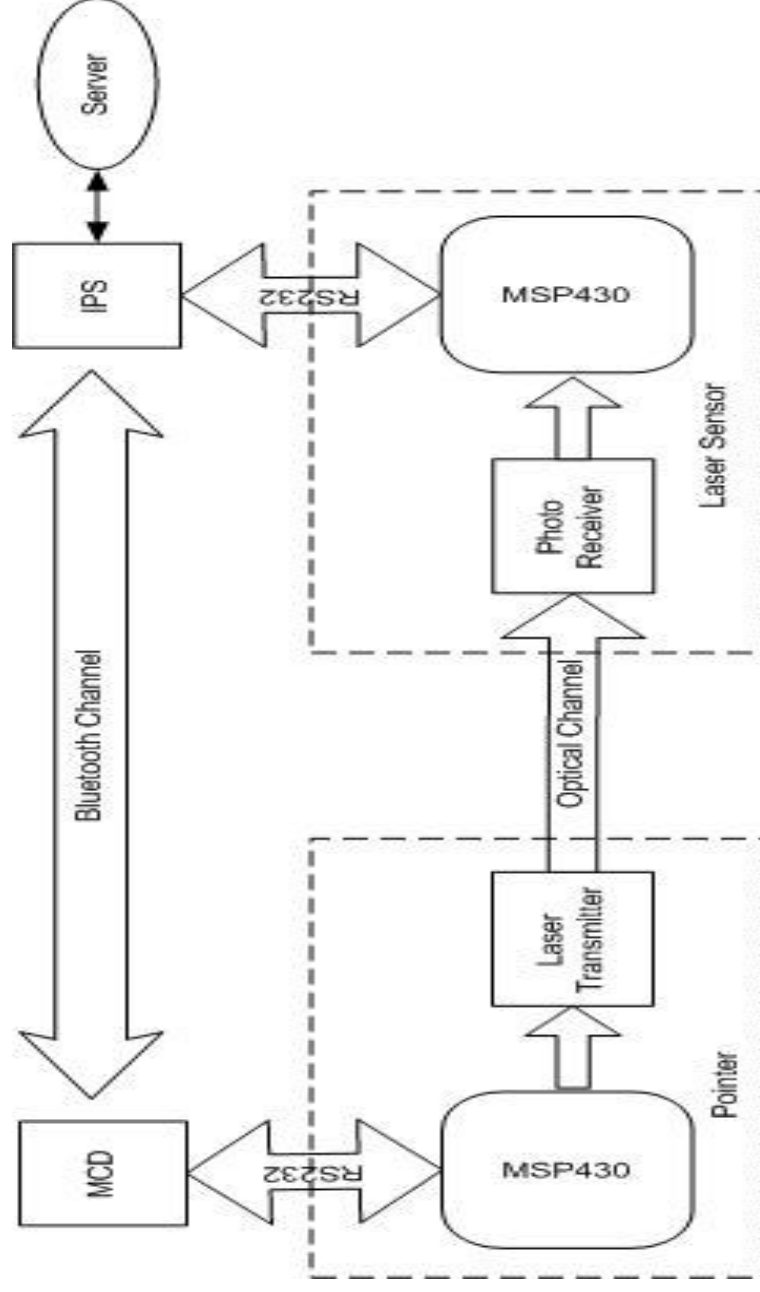 Server
IPS
MCD
Bluetooth Channel
RS232
RS232
MSP430
MSP430
Photo
Receiver
Laser Sensor
Optical Channel
Laser
Transmitter
Pointer